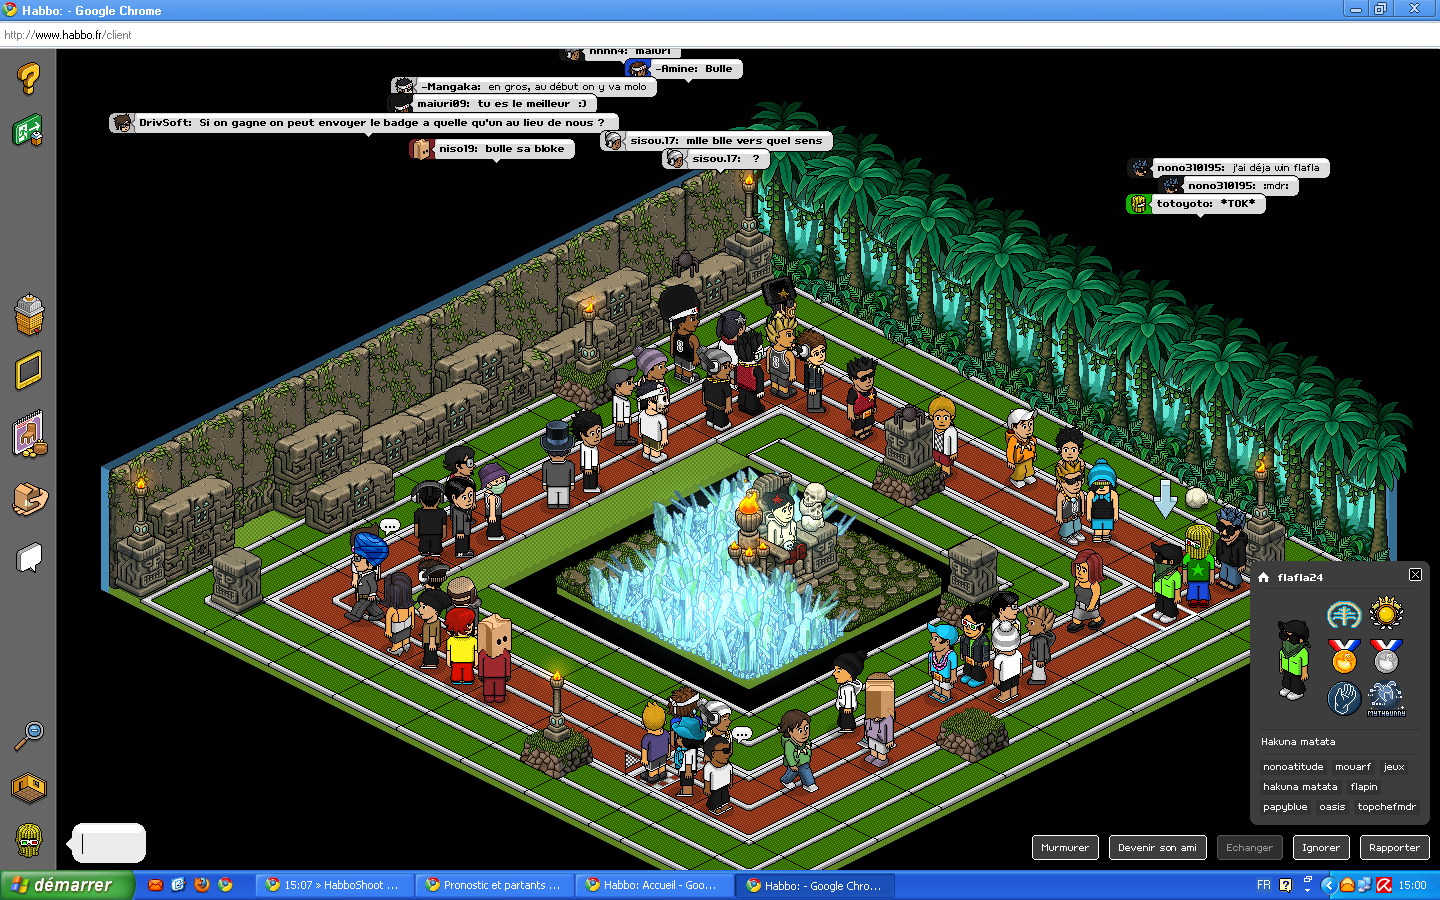 Habbo: - Google Chrome
http://www.habbo.fr/client
nnnn4: maiuri
-Amine: Bulle
-Mangaka: en gros, au début on y va molo
maiuri09: tu es le meilleur :)
DrivSoft: Si on gagne on peut envoyer le badge a quelle qu'un au lieu de nous ?
niso19: bulle sa bloke
sisou.17: mlle blle vers quel sens
sisou.17: ?
nono310195: j'ai déja win flafla
nono310195: :mdr:
totoyoto: *TOK*
flafla24
MYTHBUNNY
Hakuna matata
nonoatitude mouarf jeux
hakuna matata flapin
papyblue oasis topchefmdr
Murmurer Devenir son ami Echanger Ignorer Rapporter
démarrer
15:07 » HabboShoot ...
Pronostic et partants ...
Habbo: Accueil - Goo...
Habbo: - Google Chro...
FR
15:00